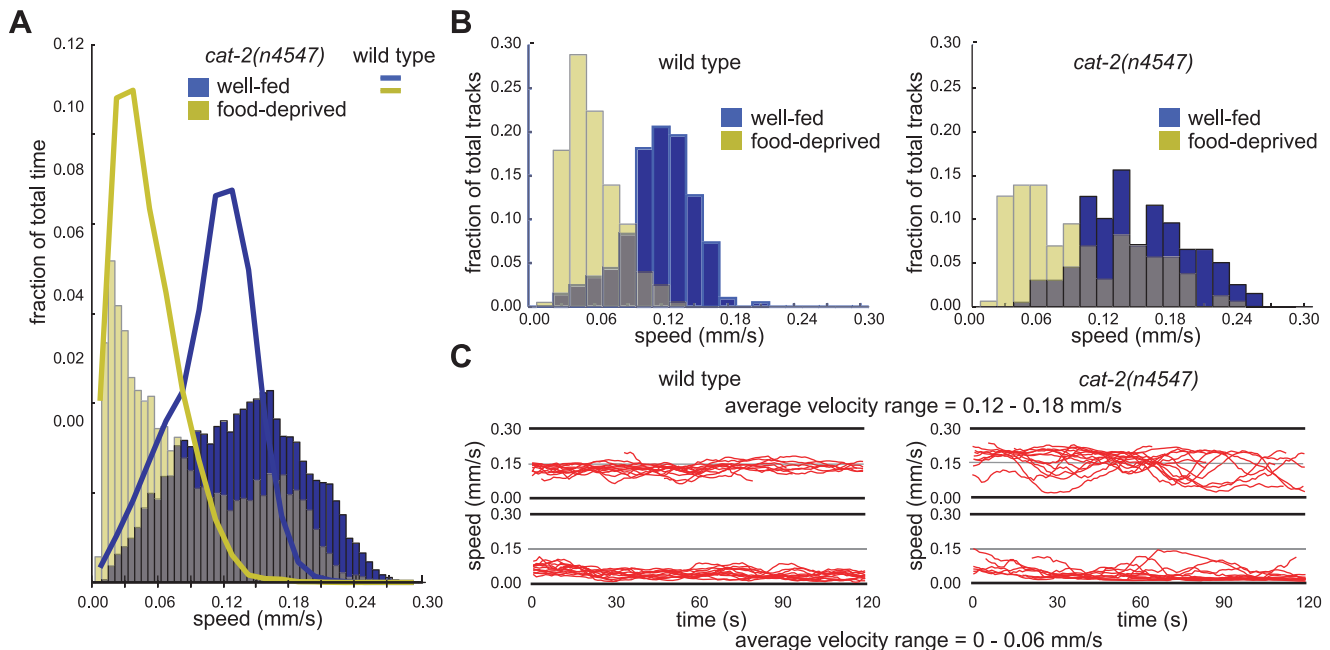 A
0.12
0.10
0.08
0.06
0.04
0.02
0.00
fraction of total time
cat-2(n4547)
wild type
well-fed
food-deprived
0.00
0.06
0.12
0.18
0.24
0.30
speed (mm/s)
B
0.30
0.25
0.20
0.15
0.10
0.05
0.00
fraction of total tracks
wild type
well-fed
food-deprived
0.00
0.06
0.12
0.18
0.24
0.30
speed (mm/s)
0.30
0.25
0.20
0.15
0.10
0.05
0.00
fraction of total tracks
cat-2(n4547)
well-fed
food-deprived
0.00
0.06
0.12
0.18
0.24
0.30
speed (mm/s)
C
wild type
cat-2(n4547)
average velocity range = 0.12 - 0.18 mm/s
speed (mm/s)
0.30
0.15
0.00
0.30
0.15
0.00
0
30
60
90
120
time (s)
speed (mm/s)
0.30
0.15
0.00
0.30
0.15
0.00
0
30
60
90
120
time (s)
average velocity range = 0 - 0.06 mm/s